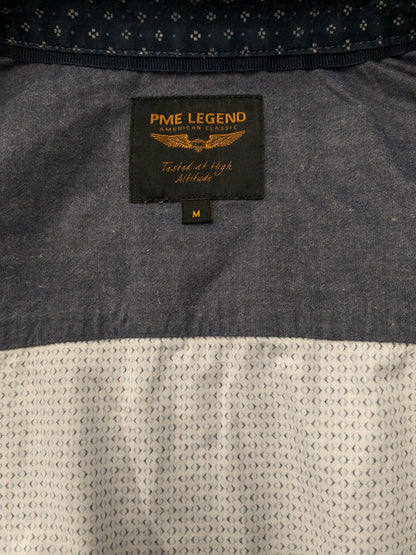 PME LEGEND
AMERICAN CLASSIC
Tested at High
Altitude
M